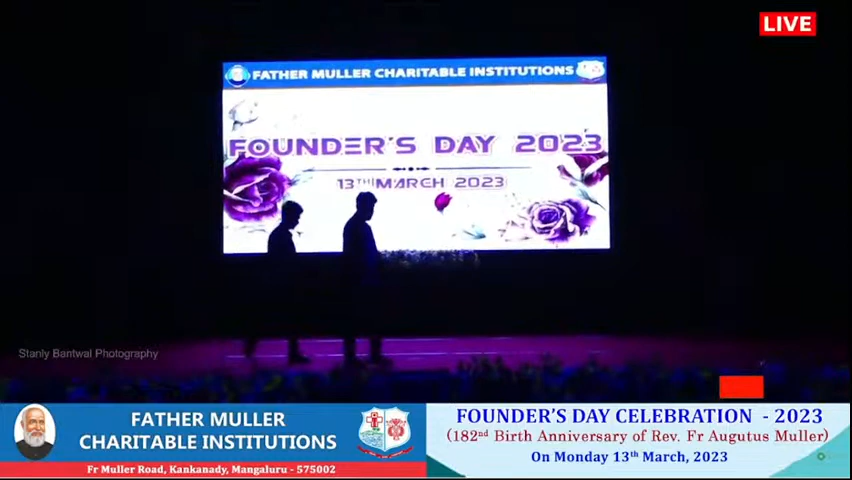 LIVE
FATHER MULLER CHARITABLE INSTITUTIONS
FOUNDER'S DAY 2023
13TH MARCH 2023
Stanly Bantwal Photography
FATHER MULLER
CHARITABLE INSTITUTIONS
Fr Muller Road, Kankanady, Mangaluru - 575002
FOUNDER'S DAY CELEBRATION - 2023
(182nd Birth Anniversary of Rev. Fr Augutus Muller)
On Monday 13th March, 2023